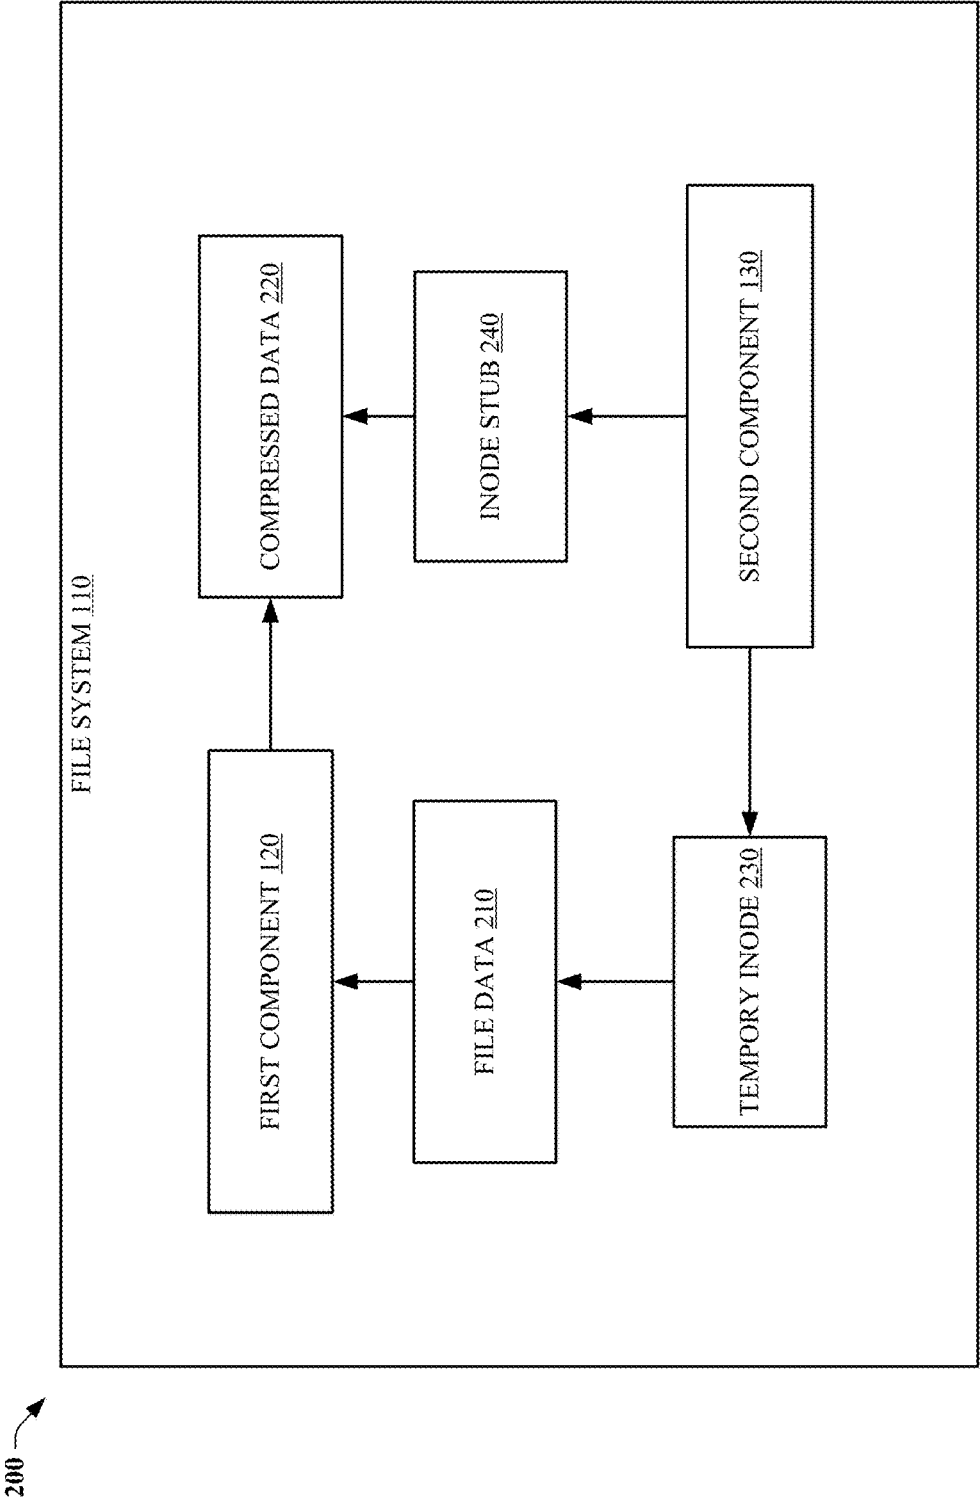 200
FILE SYSTEM 110
FIRST COMPONENT 120
COMPRESSED DATA 220
FILE DATA 210
INODE STUB 240
TEMPORY INODE 230
SECOND COMPONENT 130